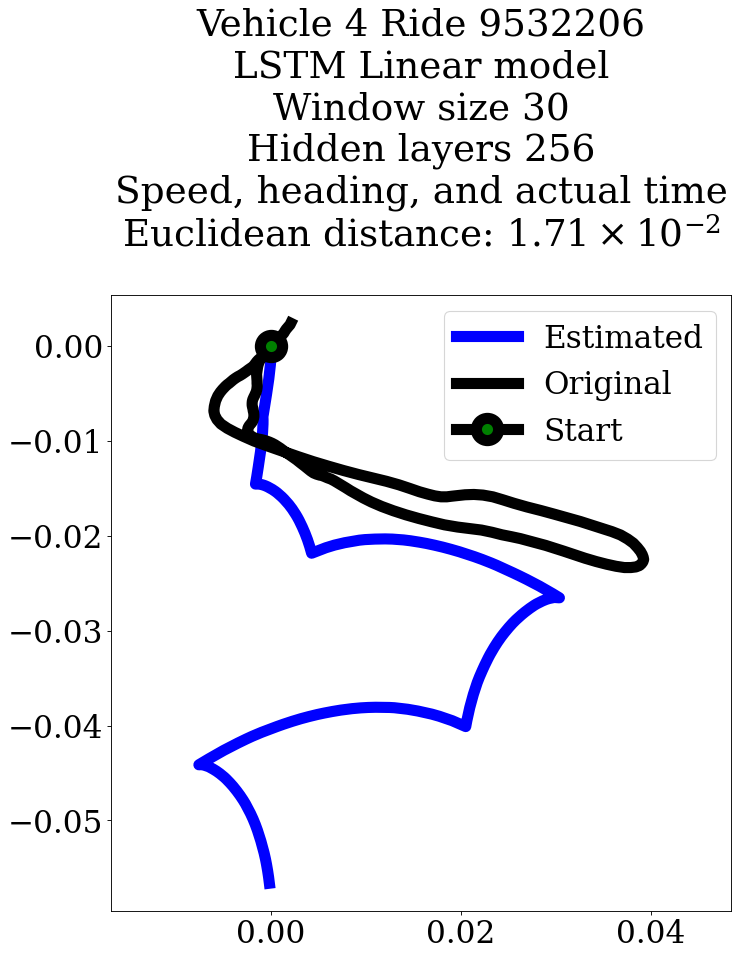 Vehicle 4 Ride 9532206
LSTM Linear model
Window size 30
Hidden layers 256
Speed, heading, and actual time
Euclidean distance: 1.71 × 10⁻²
Estimated
Original
Start
0.00
−0.01
−0.02
−0.03
−0.04
−0.05
0.00 0.02 0.04